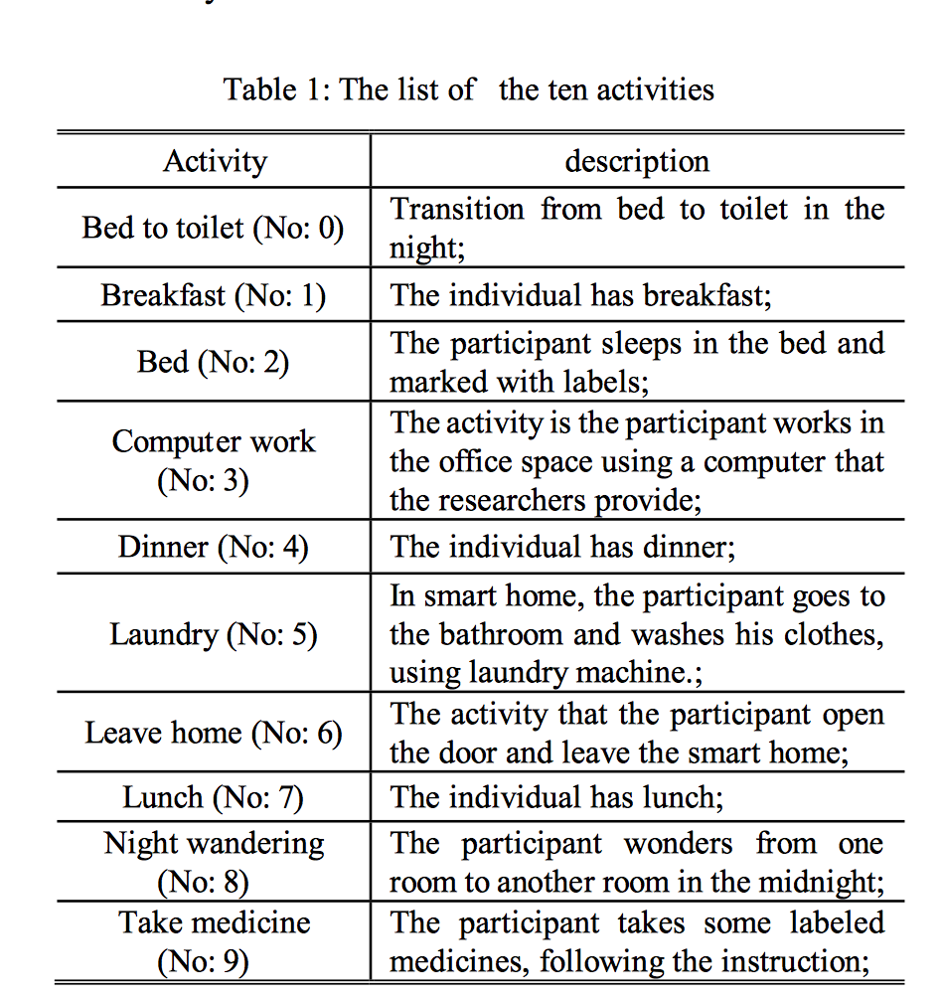 Table 1: The list of the ten activities
Activity description
Bed to toilet (No: 0)
Transition from bed to toilet in the
night;
Breakfast (No: 1)
The individual has breakfast;
Bed (No: 2)
The participant sleeps in the bed and
marked with labels;
Computer work
(No: 3)
The activity is the participant works in
the office space using a computer that
the researchers provide;
Dinner (No: 4)
The individual has dinner;
Laundry (No: 5)
In smart home, the participant goes to
the bathroom and washes his clothes,
using laundry machine.;
Leave home (No: 6)
The activity that the participant open
the door and leave the smart home;
Lunch (No: 7)
The individual has lunch;
Night wandering
(No: 8)
The participant wonders from one
room to another room in the midnight;
Take medicine
(No: 9)
The participant takes some labeled
medicines, following the instruction;